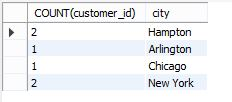 COUNT(customer_id) city
2 Hampton
1 Arlington
1 Chicago
2 New York